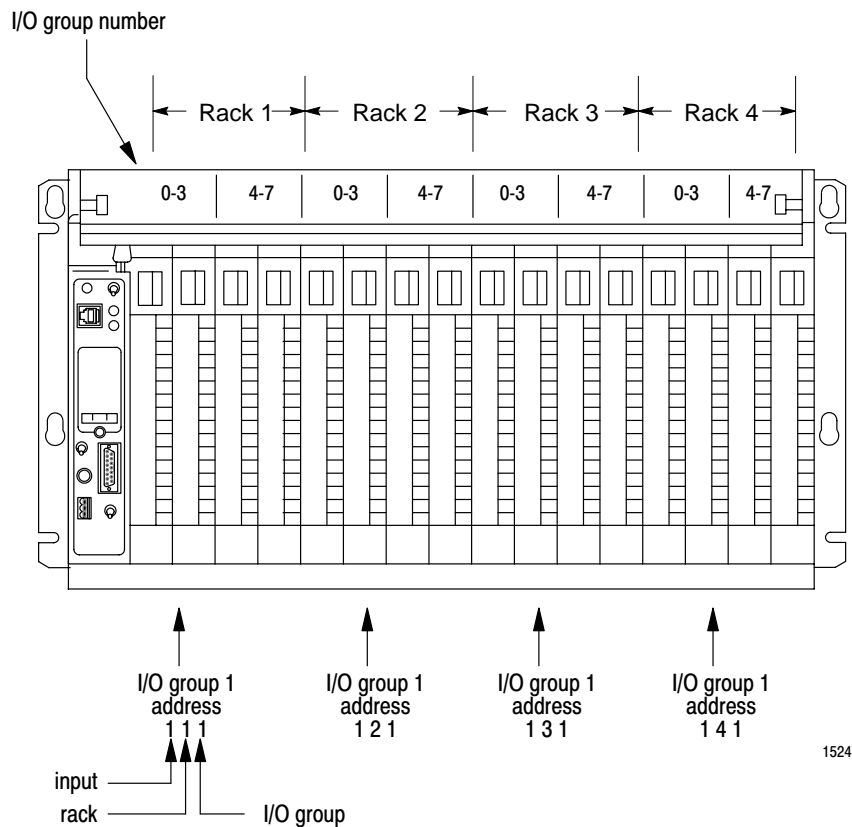 I/O group number
Rack 1 Rack 2 Rack 3 Rack 4
0-3 4-7 0-3 4-7 0-3 4-7 0-3 4-7
I/O group 1 I/O group 1 I/O group 1 I/O group 1
address address address address
1 1 1 1 2 1 1 3 1 1 4 1
1524
input
rack I/O group